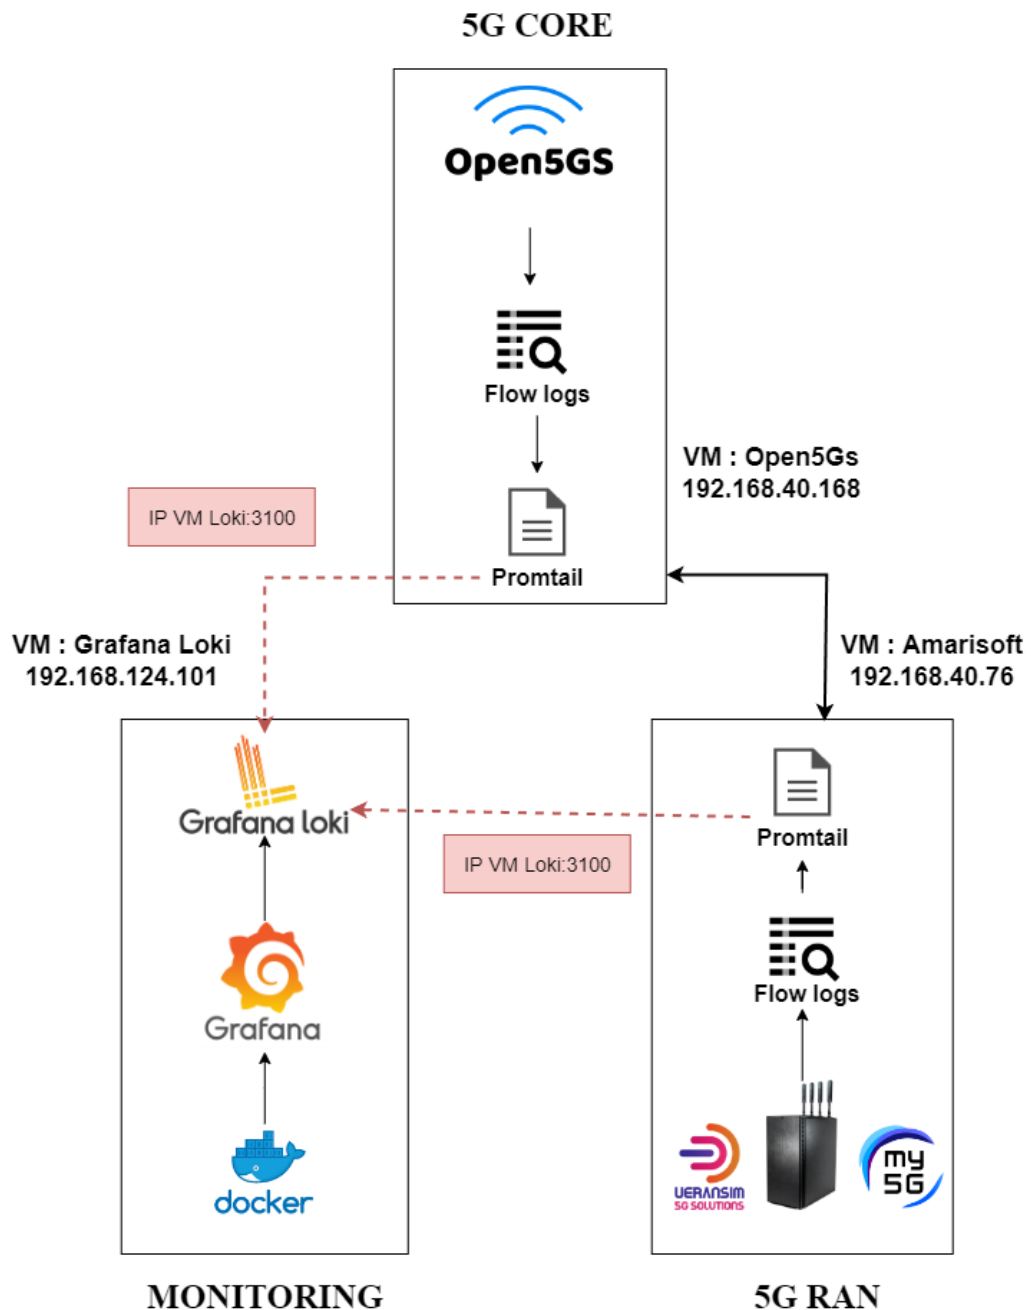 5G CORE
Open5GS
Flow logs
VM : Open5Gs
192.168.40.168
IP VM Loki:3100
Promtail
VM : Grafana Loki
192.168.124.101
VM : Amarisoft
192.168.40.76
Grafana loki
Promtail
IP VM Loki:3100
Flow logs
Grafana
UERANSIM
5G SOLUTIONS
my
5G
docker
MONITORING
5G RAN